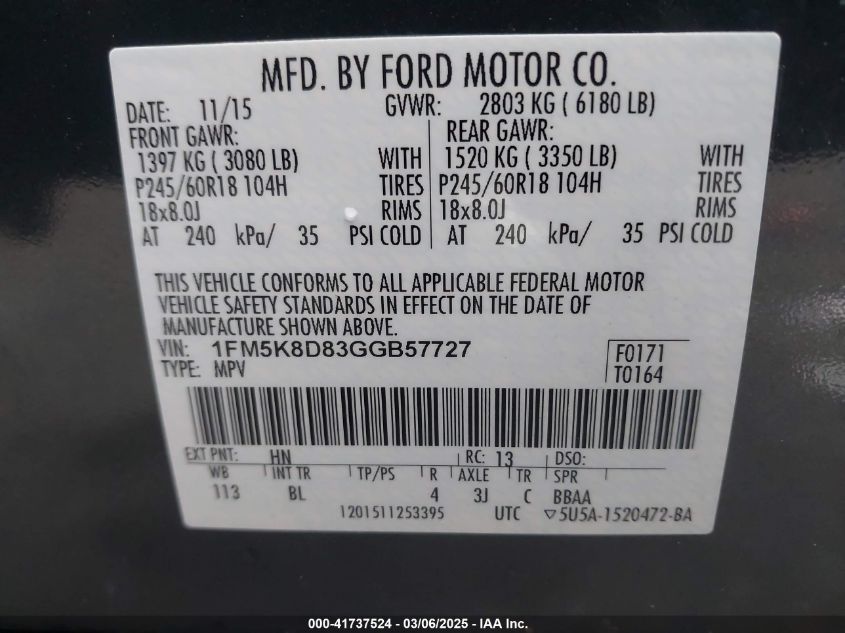 MFD. BY FORD MOTOR CO.
DATE: 11/15 GVWR: 2803 KG ( 6180 LB)
FRONT GAWR: REAR GAWR:
1397 KG ( 3080 LB) WITH 1520 KG ( 3350 LB) WITH
P245/60R18 104H TIRES P245/60R18 104H TIRES
18x8.0J RIMS 18x8.0J RIMS
AT 240 kPa/ 35 PSI COLD AT 240 kPa/ 35 PSI COLD
THIS VEHICLE CONFORMS TO ALL APPLICABLE FEDERAL MOTOR
VEHICLE SAFETY STANDARDS IN EFFECT ON THE DATE OF
MANUFACTURE SHOWN ABOVE.
VIN: 1FM5K8D83GGB57727 F0171
TYPE: MPV T0164
EXT PNT: HN RC: 13 DSO:
WB INT TR TP/PS R AXLE TR SPR
113 BL 4 3J C BBAA
1201511253395 UTC ▽5U5A-1520472-BA
000-41737524 — 03/06/2025 — IAA Inc.